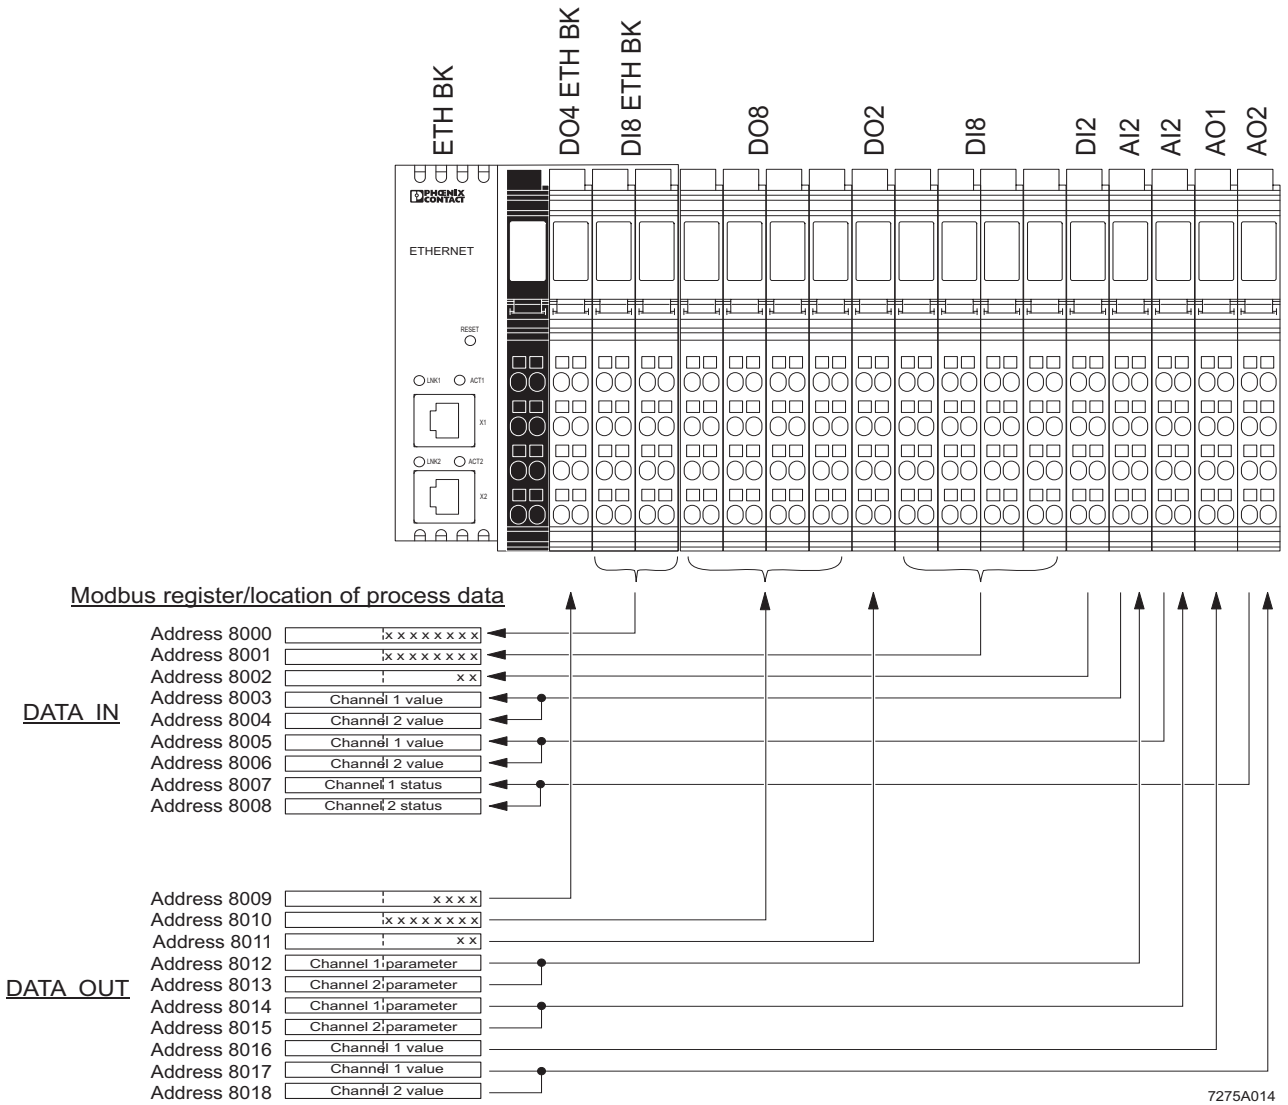 ETH BK
DO4 ETH BK
DI8 ETH BK
DO8
DO2
DI8
DI2
AI2
AI2
AO1
AO2
PHŒNIX
CONTACT
ETHERNET
RESET
LNK1
ACT1
X1
LNK2
ACT2
X2
Modbus register/location of process data
DATA IN
Address 8000 x x x x x x x x
Address 8001 x x x x x x x x
Address 8002 x x
Address 8003 Channel 1 value
Address 8004 Channel 2 value
Address 8005 Channel 1 value
Address 8006 Channel 2 value
Address 8007 Channel 1 status
Address 8008 Channel 2 status
DATA OUT
Address 8009 x x x x
Address 8010 x x x x x x x x
Address 8011 x x
Address 8012 Channel 1 parameter
Address 8013 Channel 2 parameter
Address 8014 Channel 1 parameter
Address 8015 Channel 2 parameter
Address 8016 Channel 1 value
Address 8017 Channel 1 value
Address 8018 Channel 2 value
7275A014